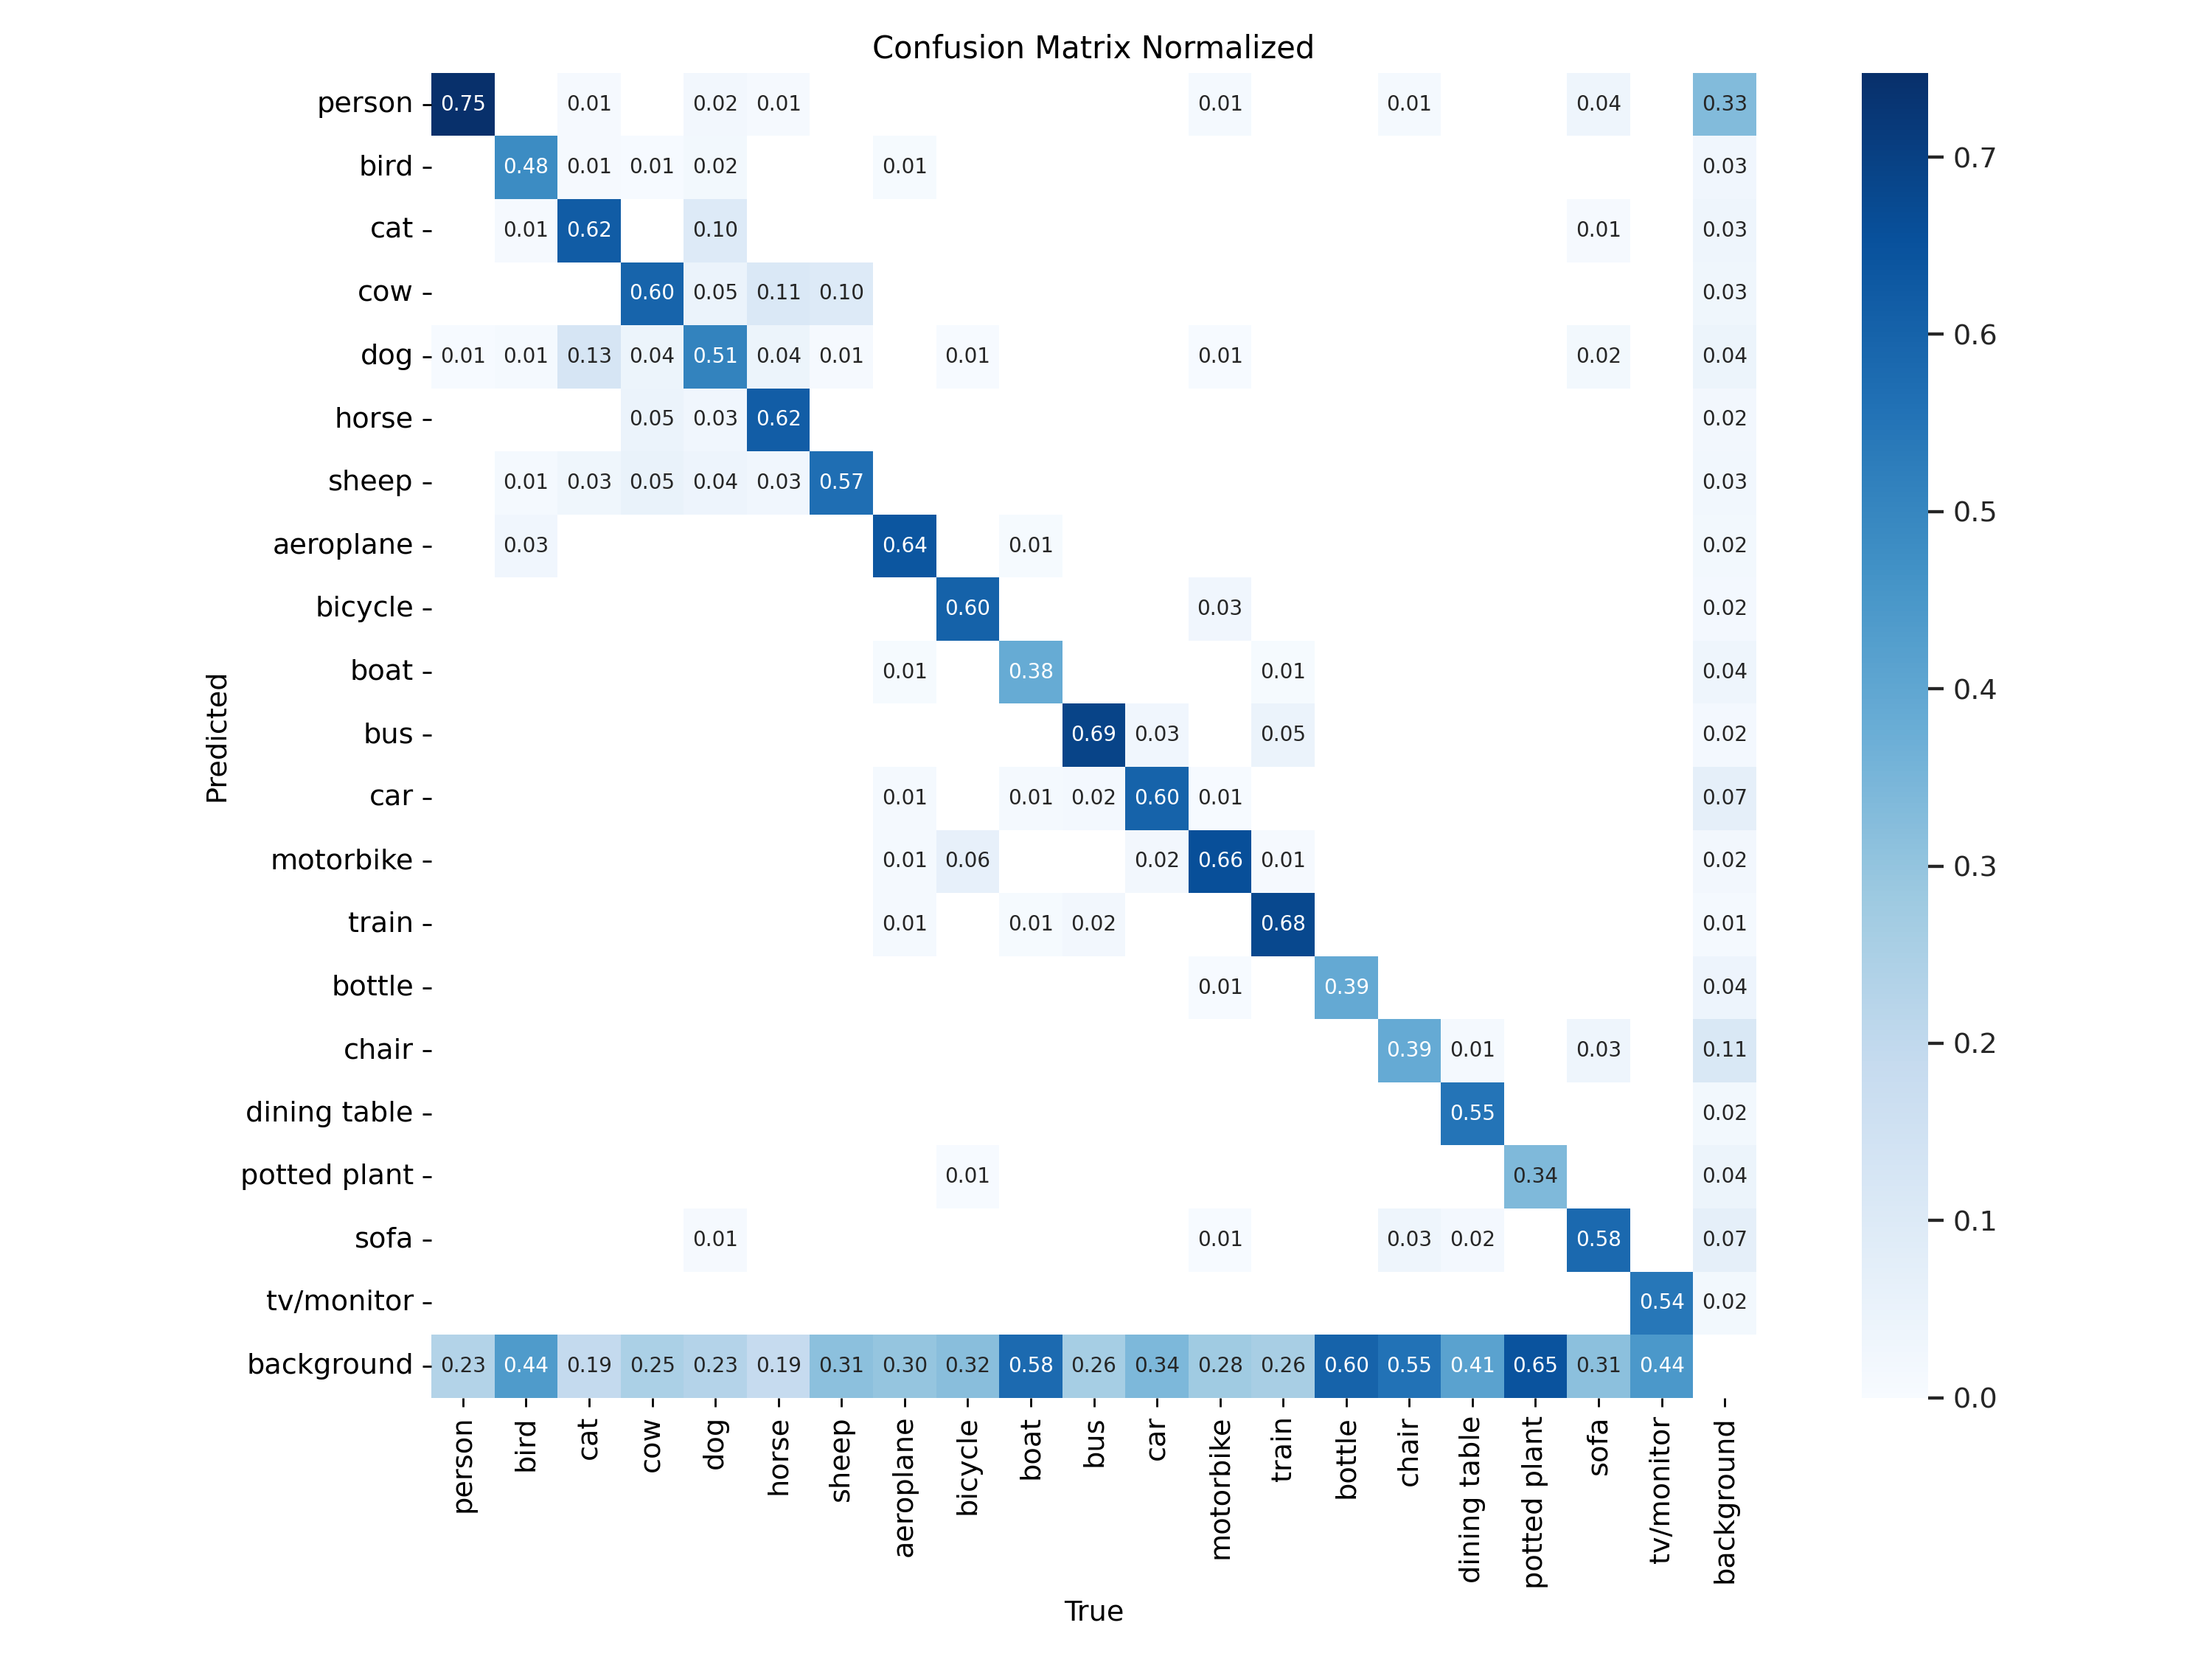 Confusion Matrix Normalized
person 0.75 0.01 0.02 0.01 0.01 0.01 0.04 0.33
bird 0.48 0.01 0.01 0.02 0.01 0.03
cat 0.01 0.62 0.10 0.01 0.03
cow 0.60 0.05 0.11 0.10 0.03
dog 0.01 0.01 0.13 0.04 0.51 0.04 0.01 0.01 0.01 0.02 0.04
horse 0.05 0.03 0.62 0.02
sheep 0.01 0.03 0.05 0.04 0.03 0.57 0.03
aeroplane 0.03 0.64 0.01 0.02
bicycle 0.60 0.03 0.02
boat 0.01 0.38 0.01 0.04
bus 0.69 0.03 0.05 0.02
car 0.01 0.01 0.02 0.60 0.01 0.07
motorbike 0.01 0.06 0.02 0.66 0.01 0.02
train 0.01 0.01 0.02 0.68 0.01
bottle 0.01 0.39 0.04
chair 0.39 0.01 0.03 0.11
dining table 0.55 0.02
potted plant 0.01 0.34 0.04
sofa 0.01 0.01 0.03 0.02 0.58 0.07
tv/monitor 0.54 0.02
background 0.23 0.44 0.19 0.25 0.23 0.19 0.31 0.30 0.32 0.58 0.26 0.34 0.28 0.26 0.60 0.55 0.41 0.65 0.31 0.44
person bird cat cow dog horse sheep aeroplane bicycle boat bus car motorbike train bottle chair dining table potted plant sofa tv/monitor background
True
Predicted
0.7
0.6
0.5
0.4
0.3
0.2
0.1
0.0